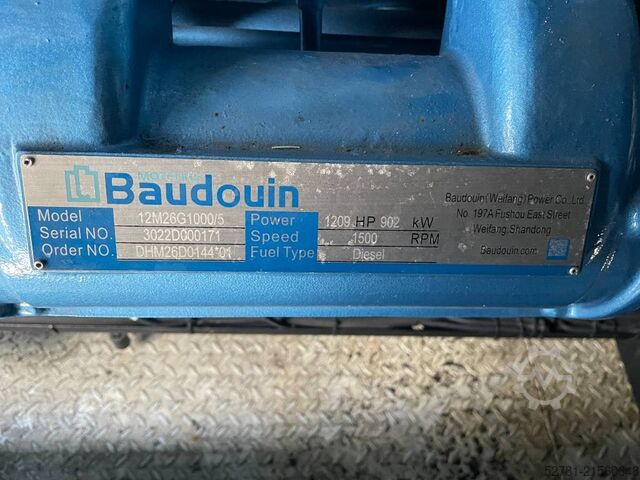 MOTEURS
Baudouin
Model 12M26G1000/5 Power 1209 HP 902 kW
Serial NO. 3022D000171 Speed 1500 RPM
Order NO. DHM26D0144*01 Fuel Type Diesel
Baudouin(Weifang)Power Co.,Ltd.
No. 197A Fushou East Street
Weifang,Shandong
Baudouin.com